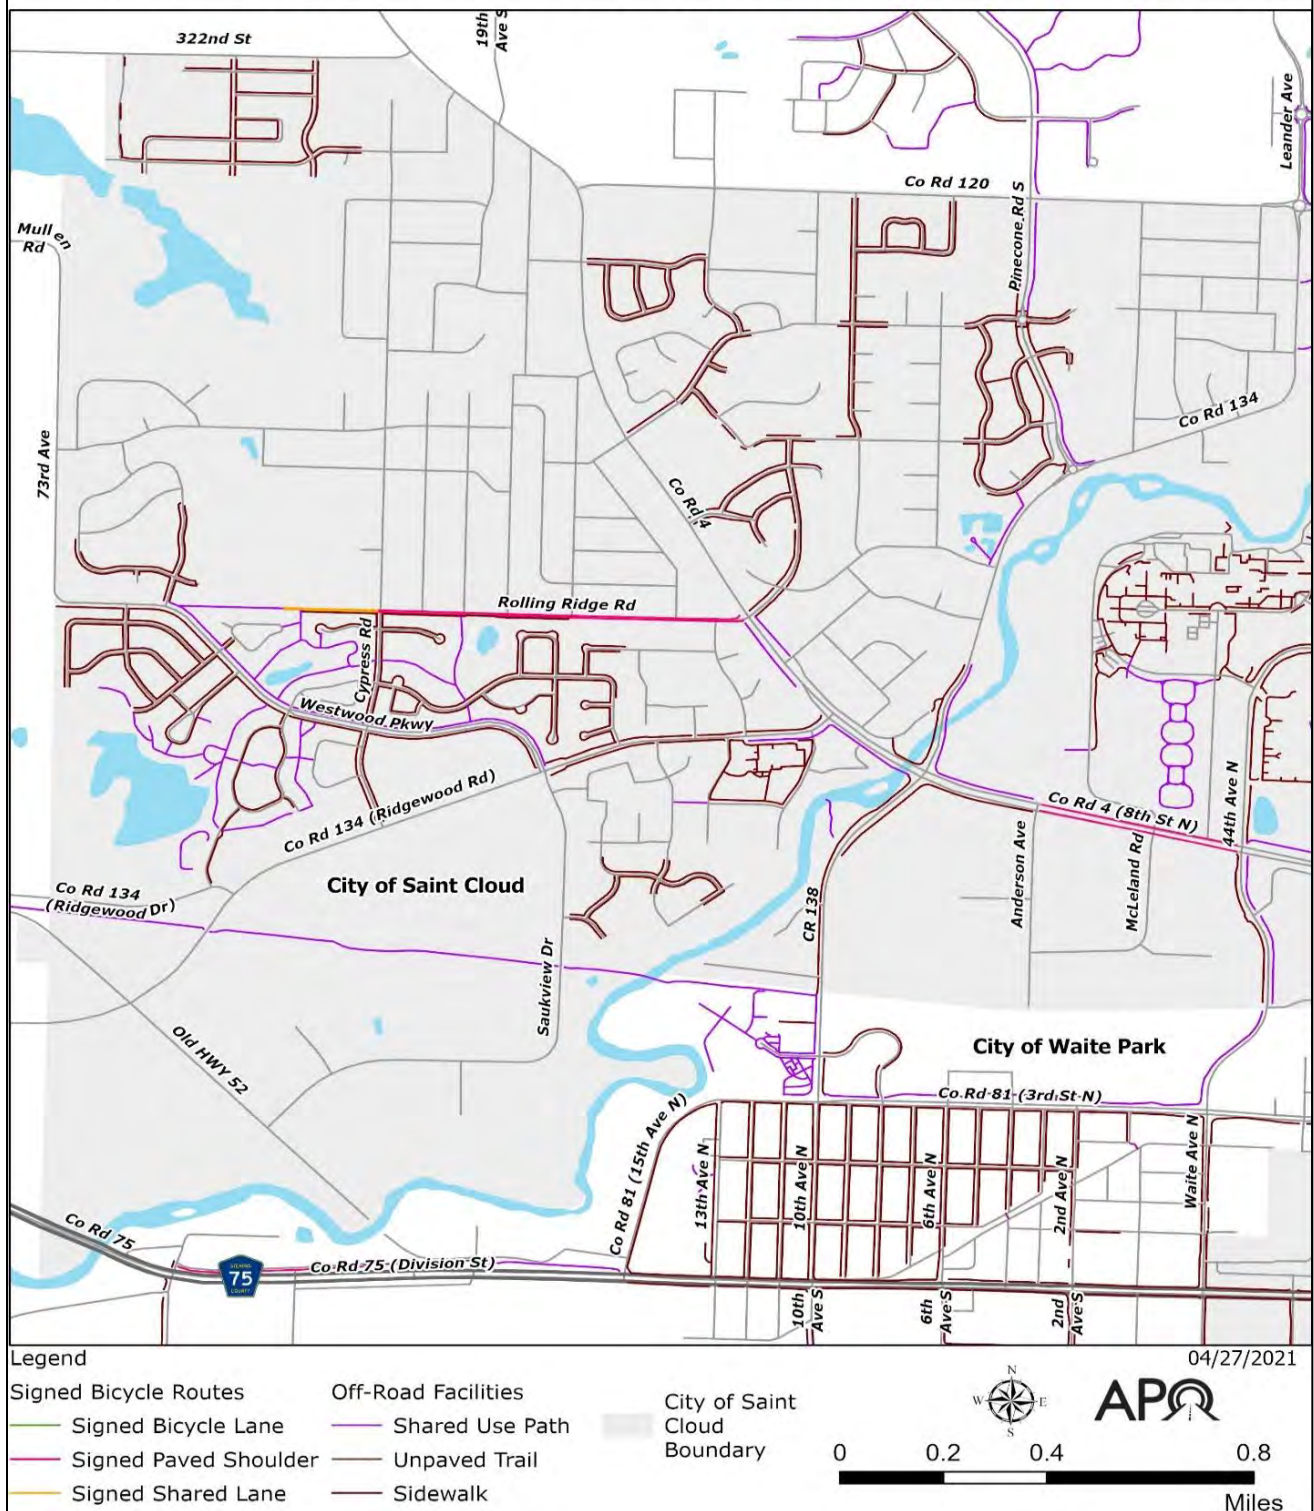 322nd St
19th
Ave S
Leander Ave
Co Rd 120
Pinecone Rd S
Mullen
Rd
Co Rd 134
73rd Ave
Co Rd 4
Rolling Ridge Rd
Cypress Rd
Westwood Pkwy
Co Rd 134 (Ridgewood Rd)
Co Rd 4 (8th St N)
44th Ave N
Anderson Ave
McLeland Rd
City of Saint Cloud
Co Rd 134
(Ridgewood Dr)
CR 138
Saukview Dr
Old HWY 52
City of Waite Park
Co Rd 81 (3rd St N)
Co Rd 81 (15th Ave N)
13th Ave N
10th Ave N
6th Ave N
2nd Ave N
Waite Ave N
Co Rd 75
STEARNS
75
COUNTY
Co Rd 75 (Division St)
10th
Ave S
6th
Ave S
2nd
Ave S
Legend
04/27/2021
Signed Bicycle Routes
Signed Bicycle Lane
Signed Paved Shoulder
Signed Shared Lane
Off-Road Facilities
Shared Use Path
Unpaved Trail
Sidewalk
City of Saint
Cloud
Boundary
N
W E
S
APO
0 0.2 0.4 0.8
Miles